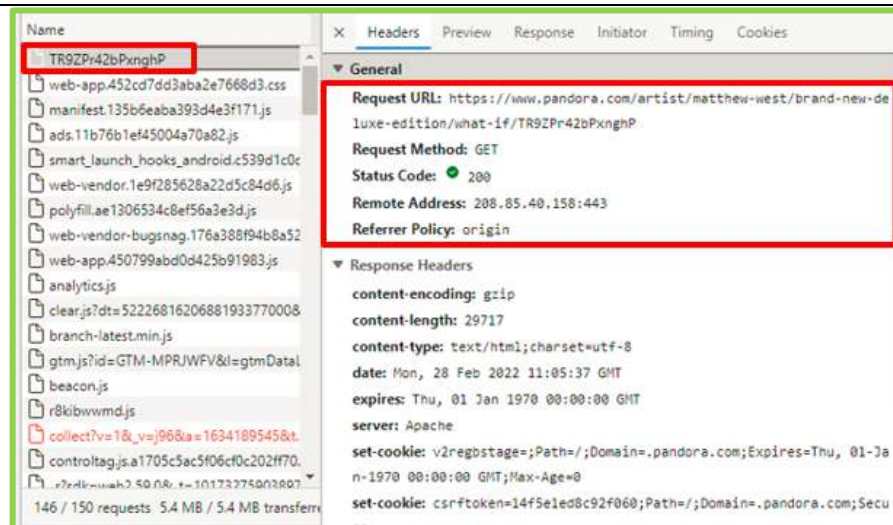 Name
TR9ZPr42bPxnghP
web-app.452cd7dd3aba2e7668d3.css
manifest.135b6eaba393d4e3f171.js
ads.11b76b1ef45004a70a82.js
smart_launch_hooks_android.c539d1c0c
web-vendor.1e9f285628a22d5c84d6.js
polyfill.ae1306534c8ef56a3e3d.js
web-vendor-bugsnag.176a388f94b8a52
web-app.450799abd0d425b91983.js
analytics.js
clear.js?dt=52226816206881933770008
branch-latest.min.js
gtm.js?id=GTM-MPRJWFV&l=gtmDataL
beacon.js
r8kibwwmd.js
collect?v=1&_v=j96&a=1634189545&t.
controltag.js.a1705c5ac5f06cf0c202ff70.
146 / 150 requests 5.4 MB / 5.4 MB transferre
Headers Preview Response Initiator Timing Cookies
General
Request URL: https://www.pandora.com/artist/matthew-west/brand-new-de
luxe-edition/what-if/TR9ZPr42bPxnghP
Request Method: GET
Status Code: 200
Remote Address: 208.85.40.158:443
Referrer Policy: origin
Response Headers
content-encoding: gzip
content-length: 29717
content-type: text/html;charset=utf-8
date: Mon, 28 Feb 2022 11:05:37 GMT
expires: Thu, 01 Jan 1970 00:00:00 GMT
server: Apache
set-cookie: v2regbstage=;Path=/;Domain=.pandora.com;Expires=Thu, 01-Ja
n-1970 00:00:00 GMT;Max-Age=0
set-cookie: csrftoken=14f5e1ed8c92f060;Path=/;Domain=.pandora.com;Secu